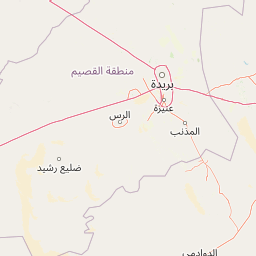 منطقة القصيم
بريدة
عنيزة
الرس
المذنب
ضليع رشيد
الدوادمي